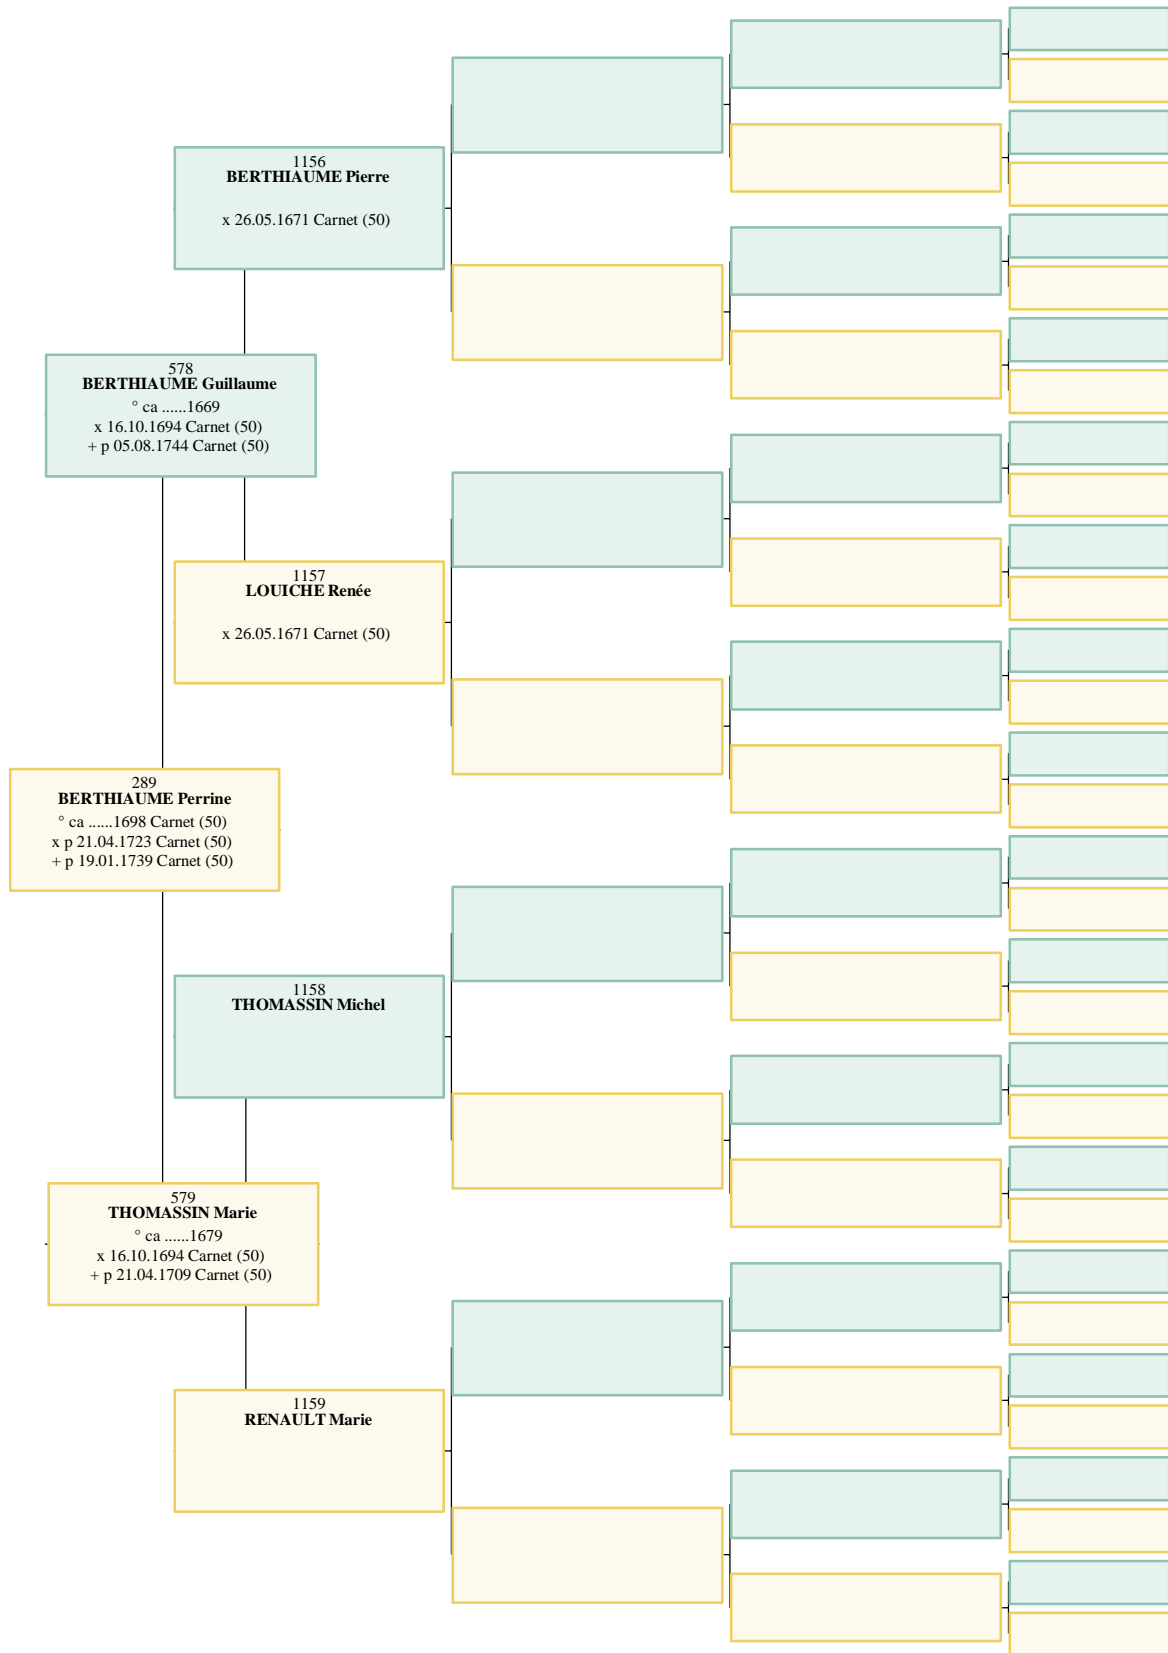 1156
BERTHIAUME Pierre
x 26.05.1671 Carnet (50)
578
BERTHIAUME Guillaume
° ca ......1669
x 16.10.1694 Carnet (50)
+ p 05.08.1744 Carnet (50)
1157
LOUICHE Renée
x 26.05.1671 Carnet (50)
289
BERTHIAUME Perrine
° ca ......1698 Carnet (50)
x p 21.04.1723 Carnet (50)
+ p 19.01.1739 Carnet (50)
1158
THOMASSIN Michel
579
THOMASSIN Marie
° ca ......1679
x 16.10.1694 Carnet (50)
+ p 21.04.1709 Carnet (50)
1159
RENAULT Marie